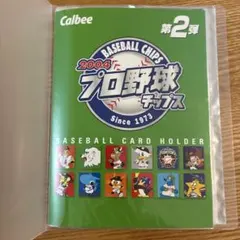 Calbee
第2弾
BASEBALL CHIPS
2004
プロ野球
チップス
Since 1973
BASEBALL CARD HOLDER